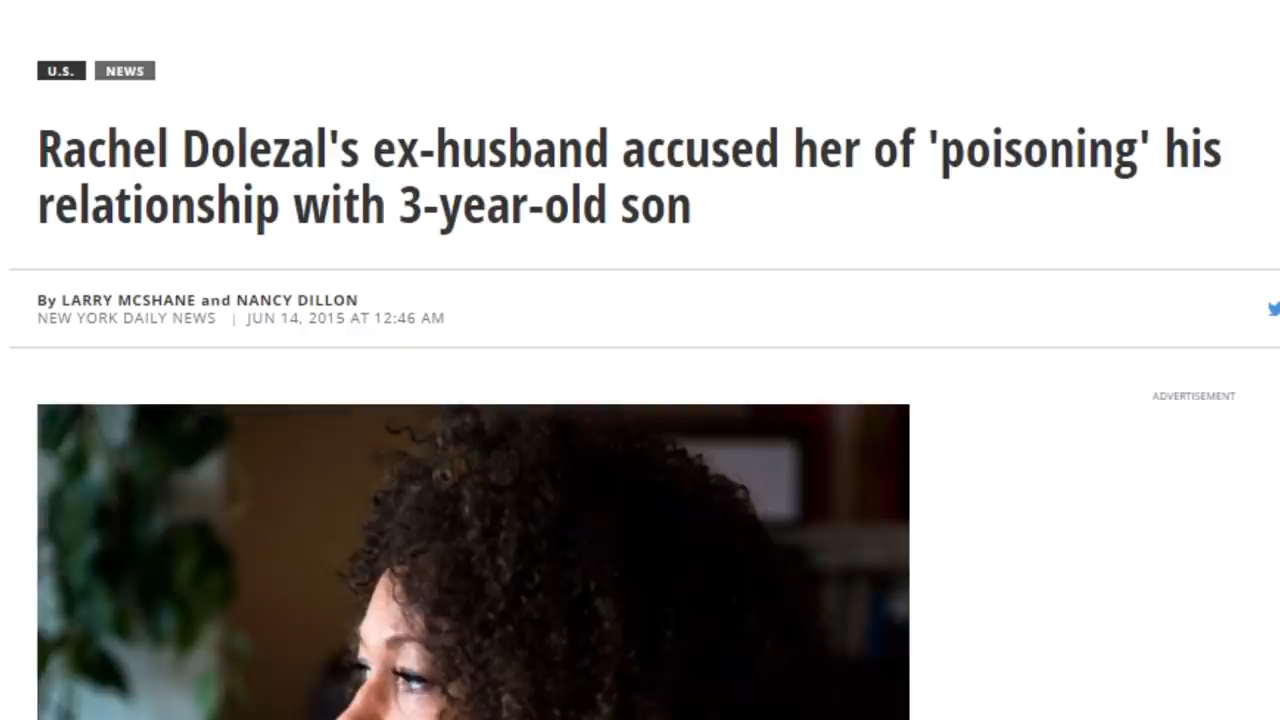 U.S. NEWS
Rachel Dolezal's ex-husband accused her of 'poisoning' his
relationship with 3-year-old son
By LARRY MCSHANE and NANCY DILLON
NEW YORK DAILY NEWS | JUN 14, 2015 AT 12:46 AM
ADVERTISEMENT